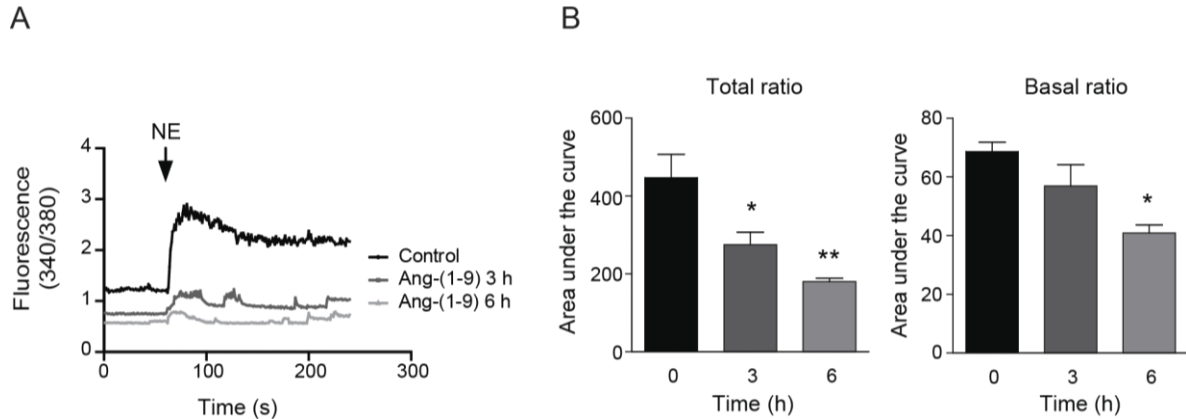 A
NE
4
3
2
1
0
Fluorescence
(340/380)
0
100
200
300
Time (s)
Control
Ang-(1-9) 3 h
Ang-(1-9) 6 h
B
Total ratio
600
400
200
0
Area under the curve
*
**
0
3
6
Time (h)
Basal ratio
80
60
40
20
0
Area under the curve
*
0
3
6
Time (h)